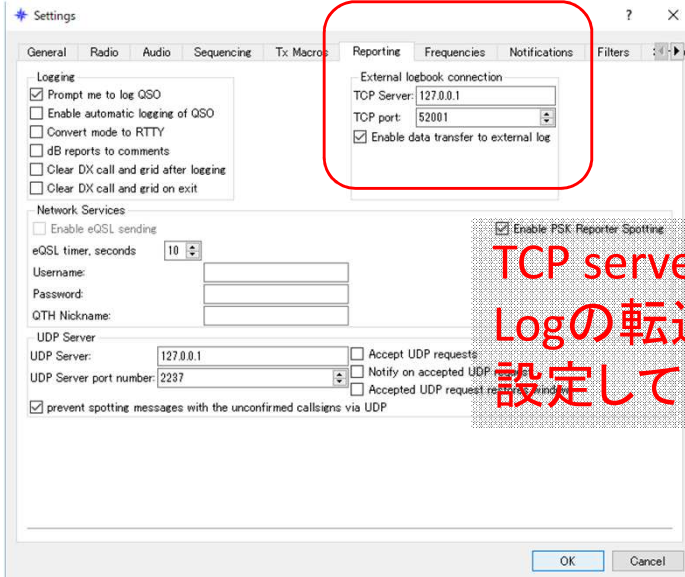 Settings
General Radio Audio Sequencing Tx Macros Reporting Frequencies Notifications Filters
Logging
Prompt me to log QSO
Enable automatic logging of QSO
Convert mode to RTTY
dB reports to comments
Clear DX call and grid after logging
Clear DX call and grid on exit
External logbook connection
TCP Server: 127.0.0.1
TCP port: 52001
Enable data transfer to external log
Network Services
Enable eQSL sending
Enable PSK Reporter Spotting
eQSL timer, seconds 10
Username:
Password:
QTH Nickname:
TCP serve
Logの転送
設定して
UDP Server
UDP Server: 127.0.0.1
UDP Server port number: 2237
Accept UDP requests
Notify on accepted UDP request
Accepted UDP request restores window
prevent spotting messages with the unconfirmed callsigns via UDP
OK Cancel